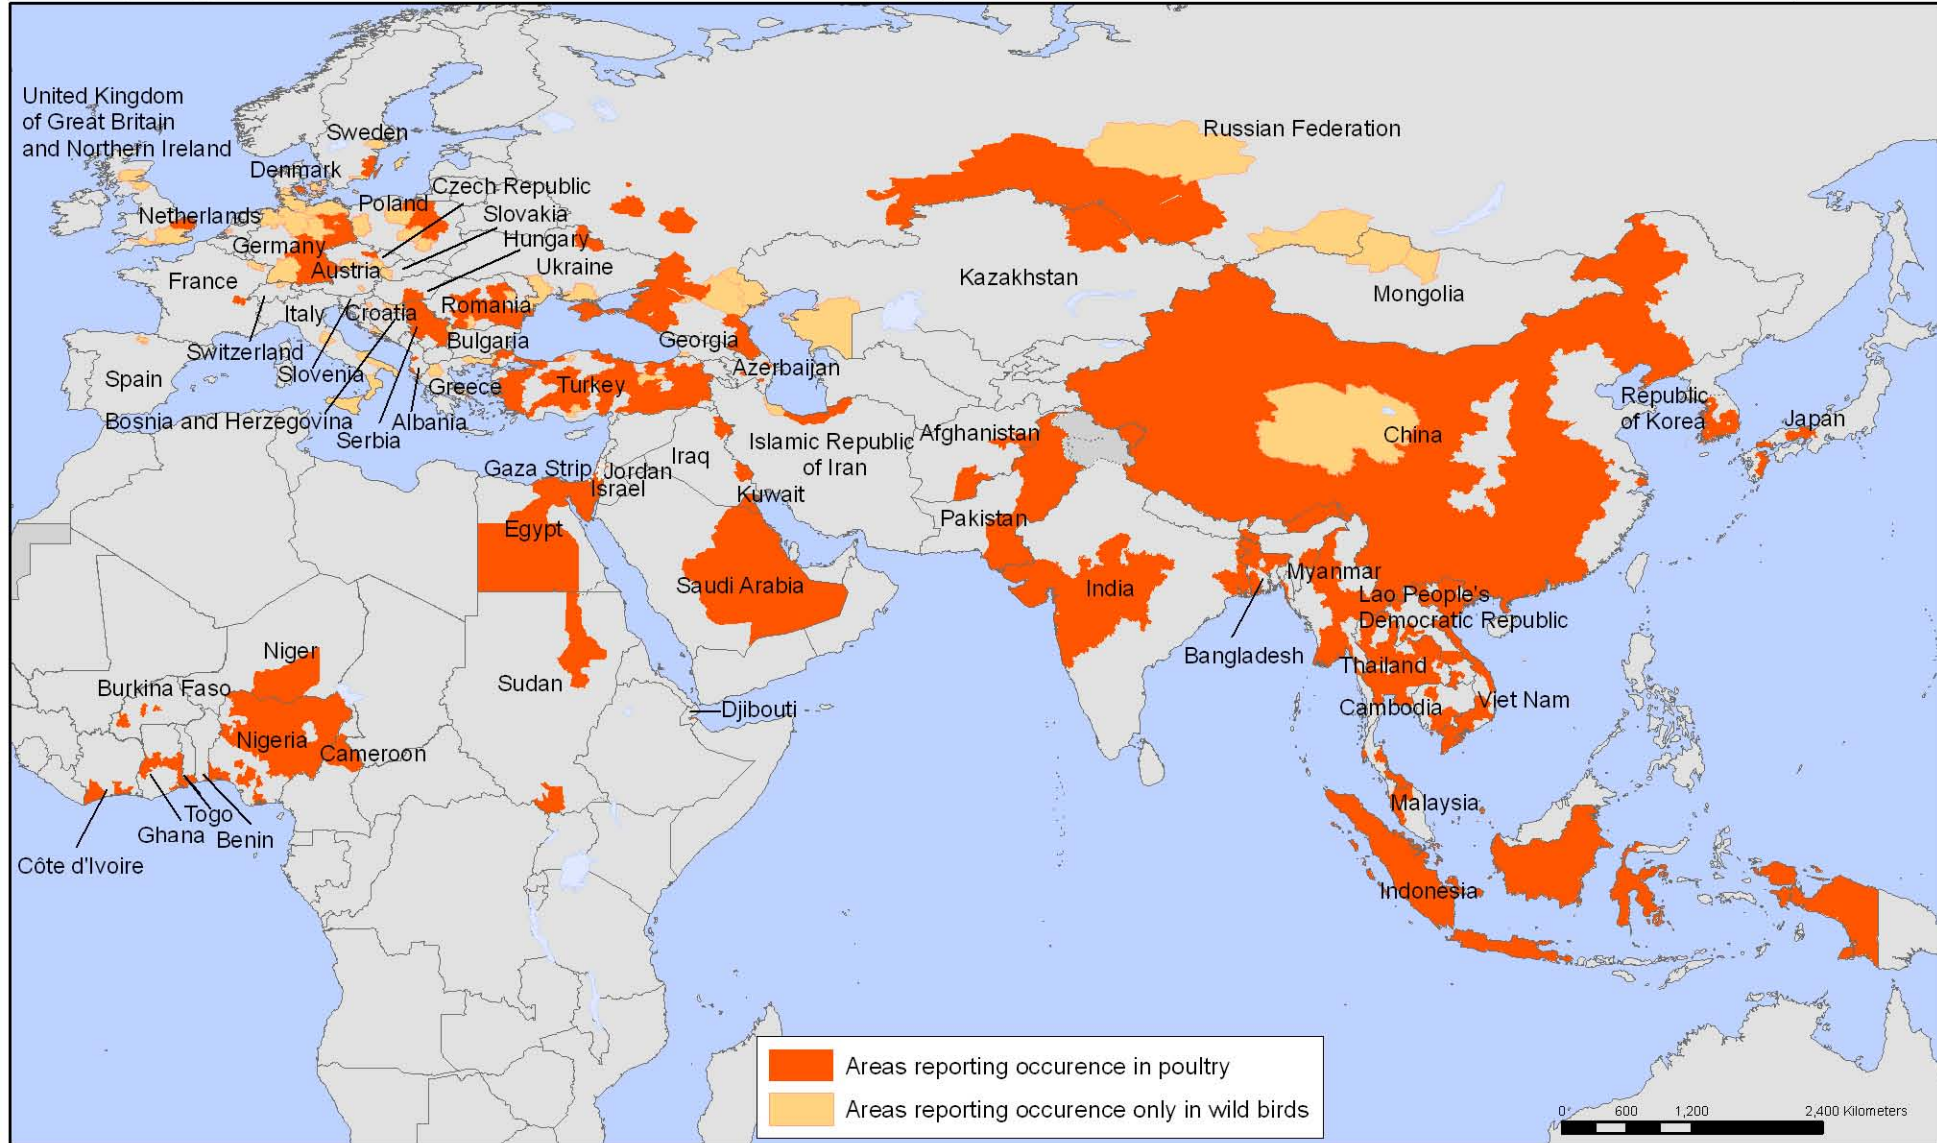 United Kingdom
of Great Britain
and Northern Ireland
Sweden
Denmark
Russian Federation
Czech Republic
Poland
Slovakia
Netherlands
Hungary
Germany
Ukraine
Austria
France
Kazakhstan
Mongolia
Romania
Italy
Croatia
Bulgaria
Georgia
Switzerland
Slovenia
Azerbaijan
Spain
Greece
Turkey
Republic
of Korea
Japan
Bosnia and Herzegovina
Albania
Serbia
Afghanistan
China
Islamic Republic
of Iran
Iraq
Gaza Strip
Jordan
Israel
Kuwait
Pakistan
Egypt
Saudi Arabia
India
Myanmar
Lao People's
Democratic Republic
Bangladesh
Thailand
Niger
Burkina Faso
Sudan
Djibouti
Cambodia
Viet Nam
Nigeria
Cameroon
Malaysia
Togo
Ghana
Benin
Côte d'Ivoire
Indonesia
Areas reporting occurence in poultry
Areas reporting occurence only in wild birds
0 600 1,200 2,400 Kilometers